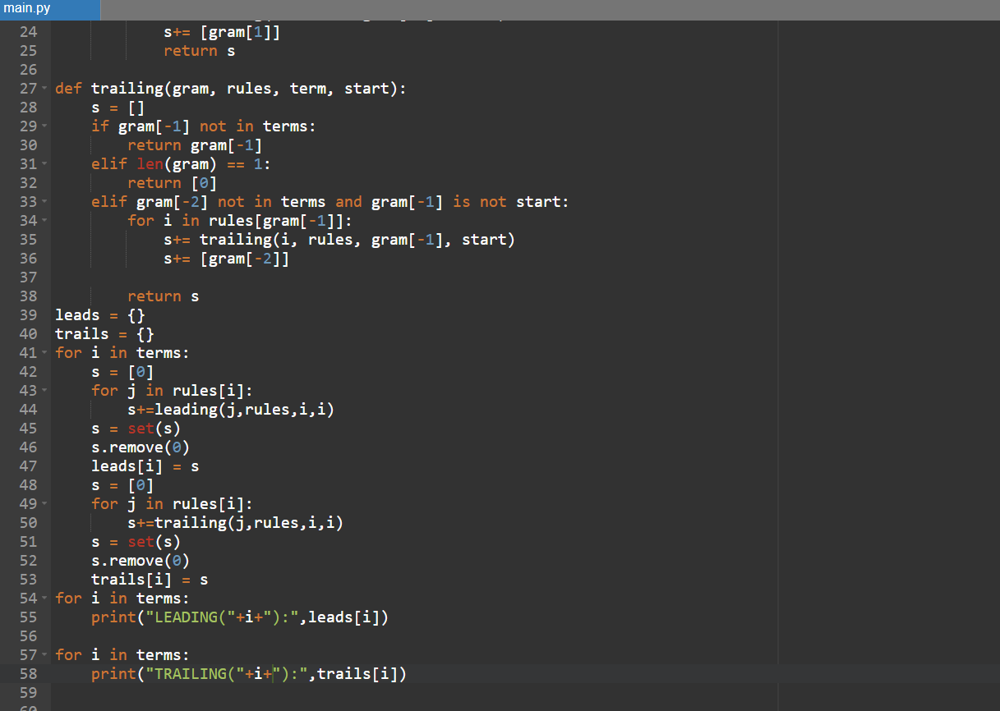 main.py
24 s+= [gram[1]]
25 return s
26
27 def trailing(gram, rules, term, start):
28 s = []
29 if gram[-1] not in terms:
30 return gram[-1]
31 elif len(gram) == 1:
32 return [0]
33 elif gram[-2] not in terms and gram[-1] is not start:
34 for i in rules[gram[-1]]:
35 s+= trailing(i, rules, gram[-1], start)
36 s+= [gram[-2]]
37
38 return s
39 leads = {}
40 trails = {}
41 for i in terms:
42 s = [0]
43 for j in rules[i]:
44 s+=leading(j,rules,i,i)
45 s = set(s)
46 s.remove(0)
47 leads[i] = s
48 s = [0]
49 for j in rules[i]:
50 s+=trailing(j,rules,i,i)
51 s = set(s)
52 s.remove(0)
53 trails[i] = s
54 for i in terms:
55 print("LEADING("+i+"):",leads[i])
56
57 for i in terms:
58 print("TRAILING("+i+"):",trails[i])
59
60